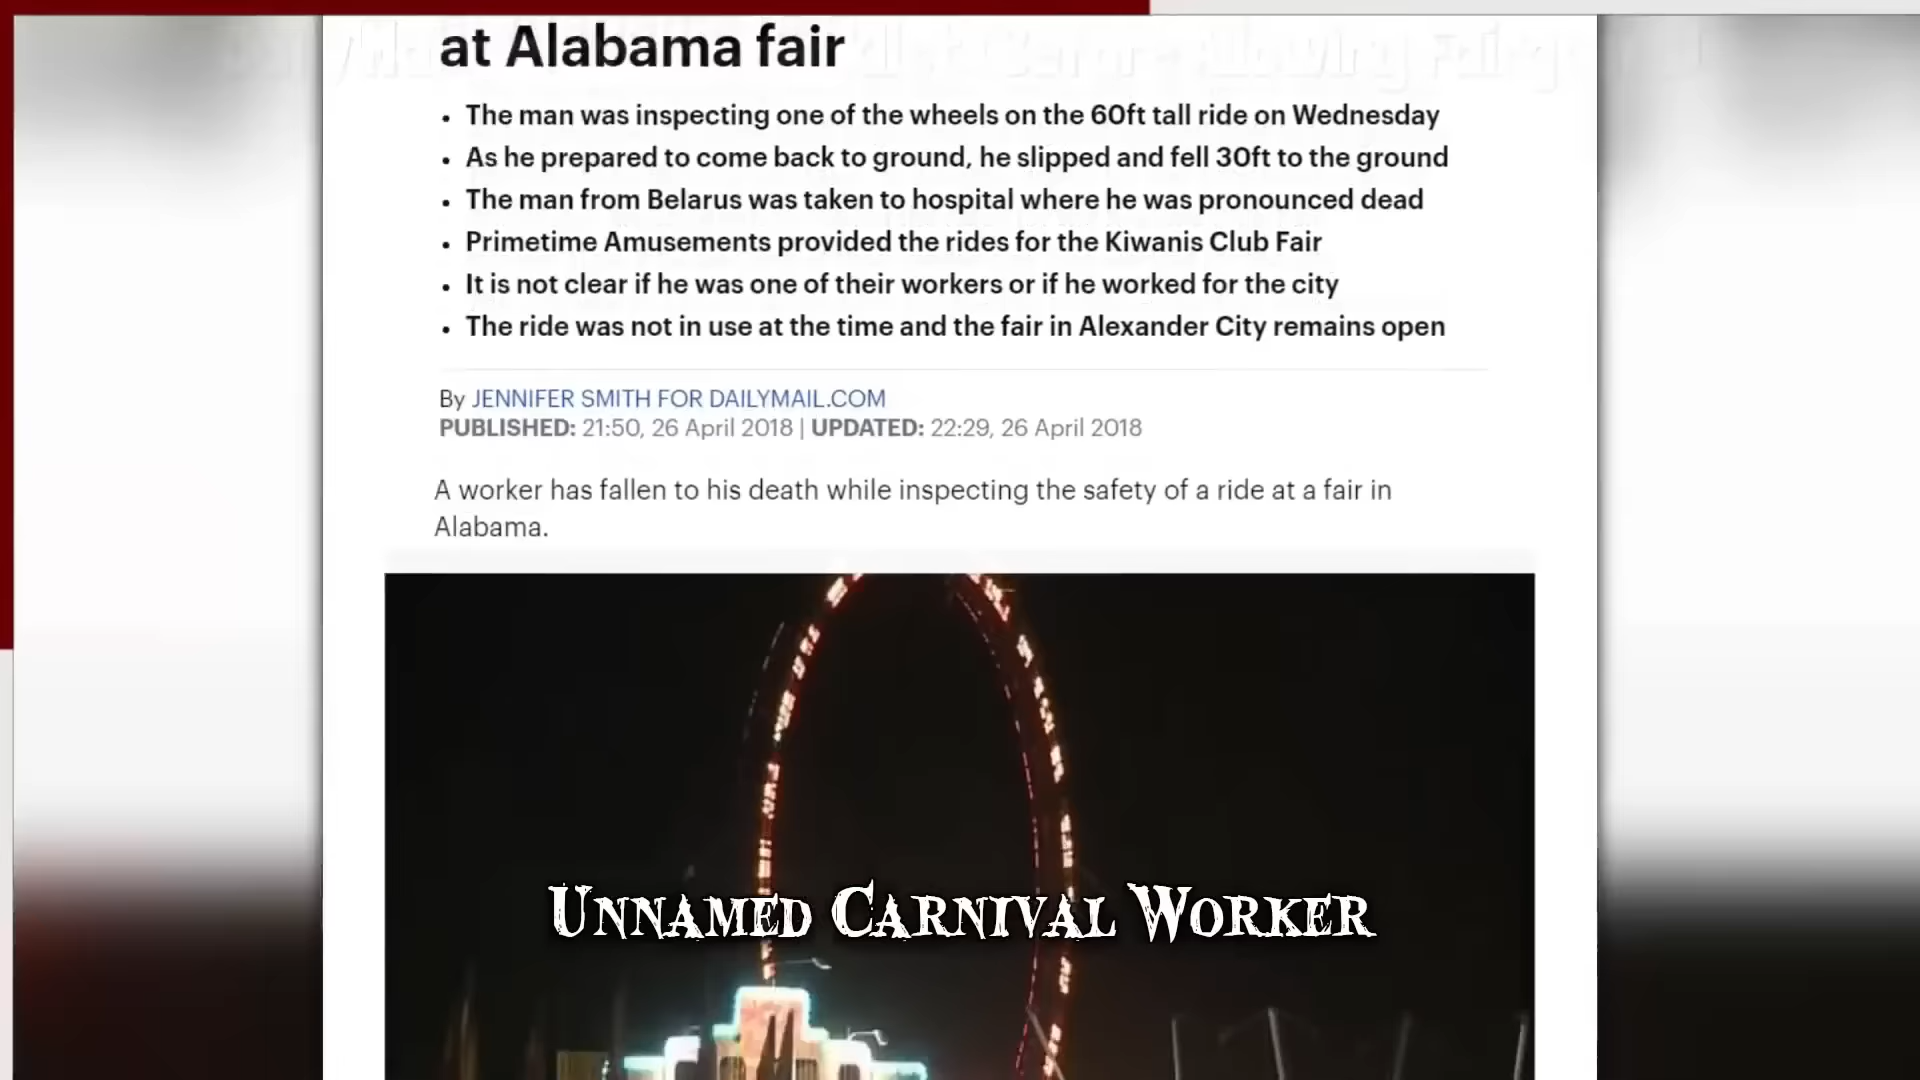 at Alabama fair
The man was inspecting one of the wheels on the 60ft tall ride on Wednesday
As he prepared to come back to ground, he slipped and fell 30ft to the ground
The man from Belarus was taken to hospital where he was pronounced dead
Primetime Amusements provided the rides for the Kiwanis Club Fair
It is not clear if he was one of their workers or if he worked for the city
The ride was not in use at the time and the fair in Alexander City remains open
By JENNIFER SMITH FOR DAILYMAIL.COM
PUBLISHED: 21:50, 26 April 2018 | UPDATED: 22:29, 26 April 2018
A worker has fallen to his death while inspecting the safety of a ride at a fair in
Alabama.
UNNAMED CARNIVAL WORKER